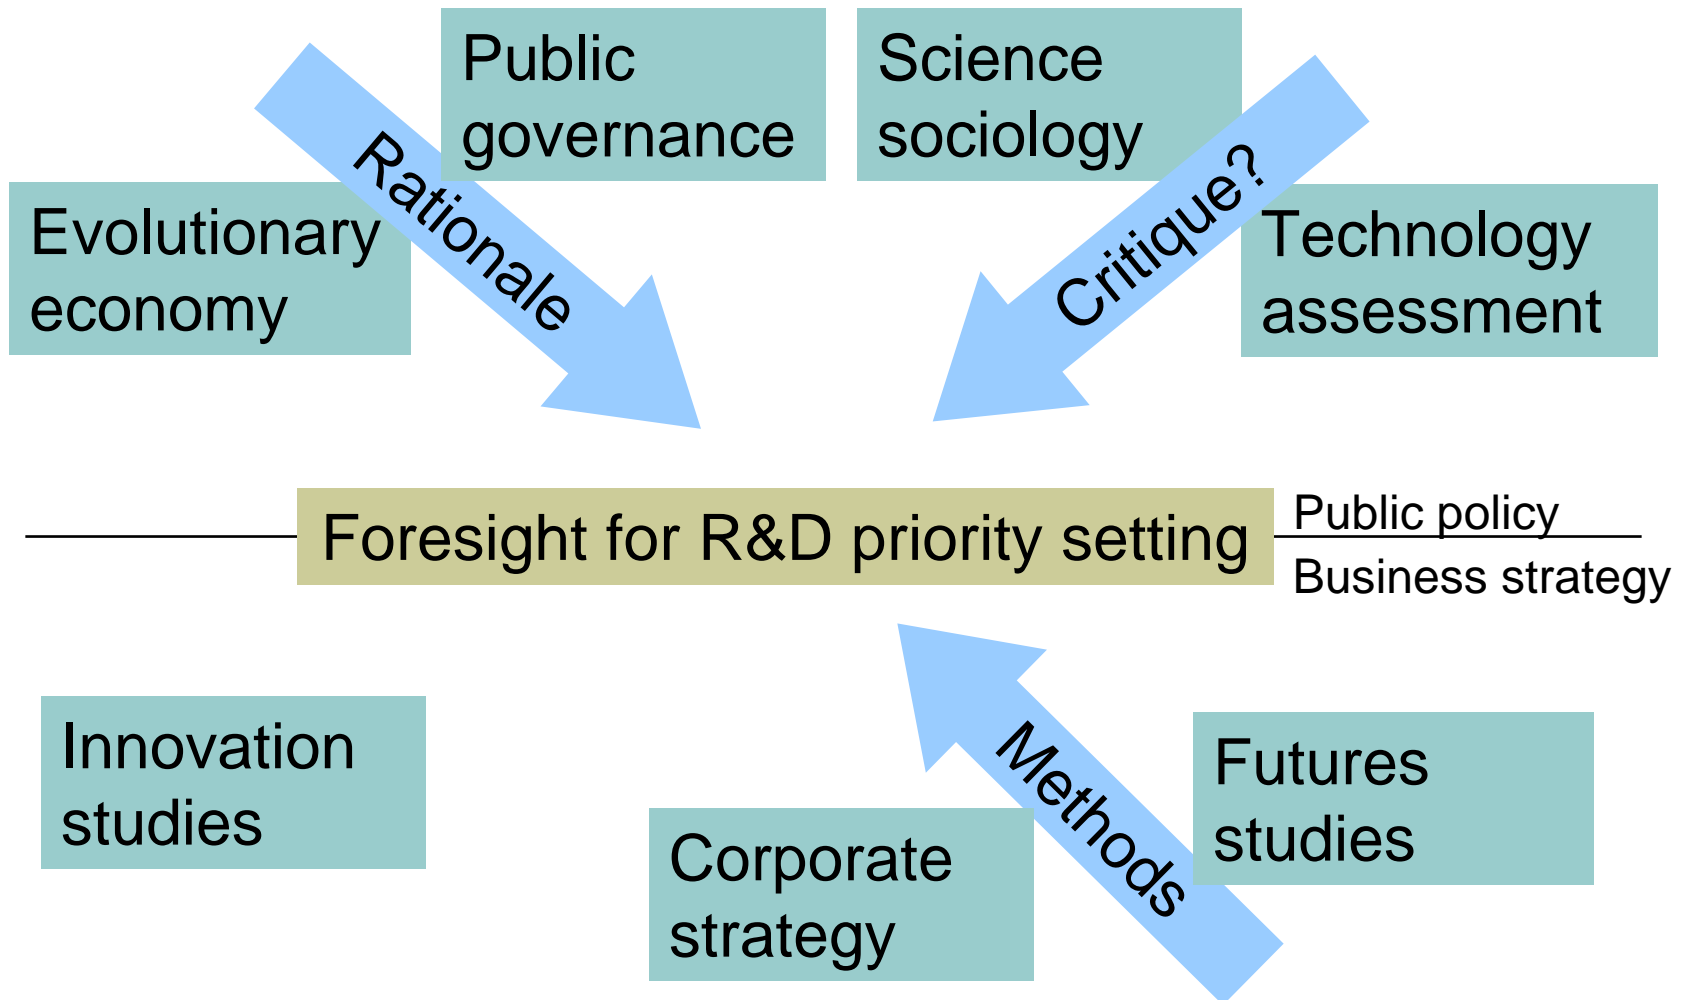 Public
governance
Science
sociology
Rationale
Critique?
Evolutionary
economy
Technology
assessment
Foresight for R&D priority setting
Public policy
Business strategy
Innovation
studies
Methods
Futures
studies
Corporate
strategy